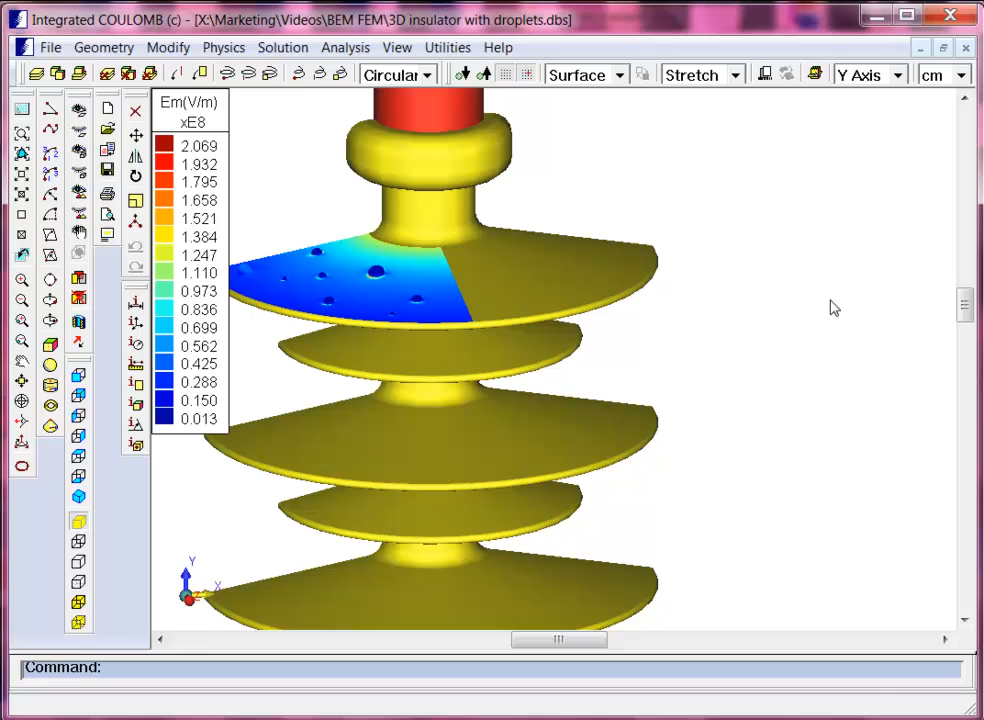 Integrated COULOMB (c) - [X:\Marketing\Videos\BEM FEM\3D insulator with droplets.dbs]
File Geometry Modify Physics Solution Analysis View Utilities Help
Circular Surface Stretch Y Axis cm
Em(V/m)
xE8
2.069
1.932
1.795
1.658
1.521
1.384
1.247
1.110
0.973
0.836
0.699
0.562
0.425
0.288
0.150
0.013
Y
X
Command: